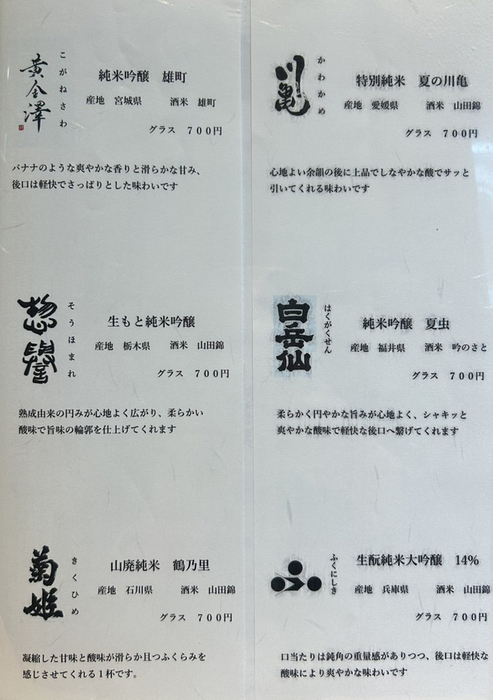 黄金澤
こがねさわ
純米吟醸　雄町
産地　宮城県　　酒米　雄町
グラス　７００円
バナナのような爽やかな香りと滑らかな甘み、
後口は軽快でさっぱりとした味わいです
惣譽
そうほまれ
生もと純米吟醸
産地　栃木県　　酒米　山田錦
グラス　７００円
熟成由来の円みが心地よく広がり、柔らかい
酸味で旨味の輪郭を仕上げてくれます
菊姫
きくひめ
山廃純米　鶴乃里
産地　石川県　　酒米　山田錦
グラス　７００円
凝縮した甘味と酸味が滑らか且つふくらみを
感じさせてくれる１杯です。
川亀
かわかめ
特別純米　夏の川亀
産地　愛媛県　　酒米　山田錦
グラス　７００円
心地よい余韻の後に上品でしなやかな酸でサッと
引いてくれる味わいです
白岳仙
はくがくせん
純米吟醸　夏虫
産地　福井県　　酒米　吟のさと
グラス　７００円
柔らかく円やかな旨みが心地よく、シャキッと
爽やかな酸味で軽快な後口へ繋げてくれます
ふくにしき
生酛純米大吟醸　14%
産地　兵庫県　　酒米　山田錦
グラス　７００円
口当たりは鈍角の重量感がありつつ、後口は軽快な
酸味により爽やかな味わいです